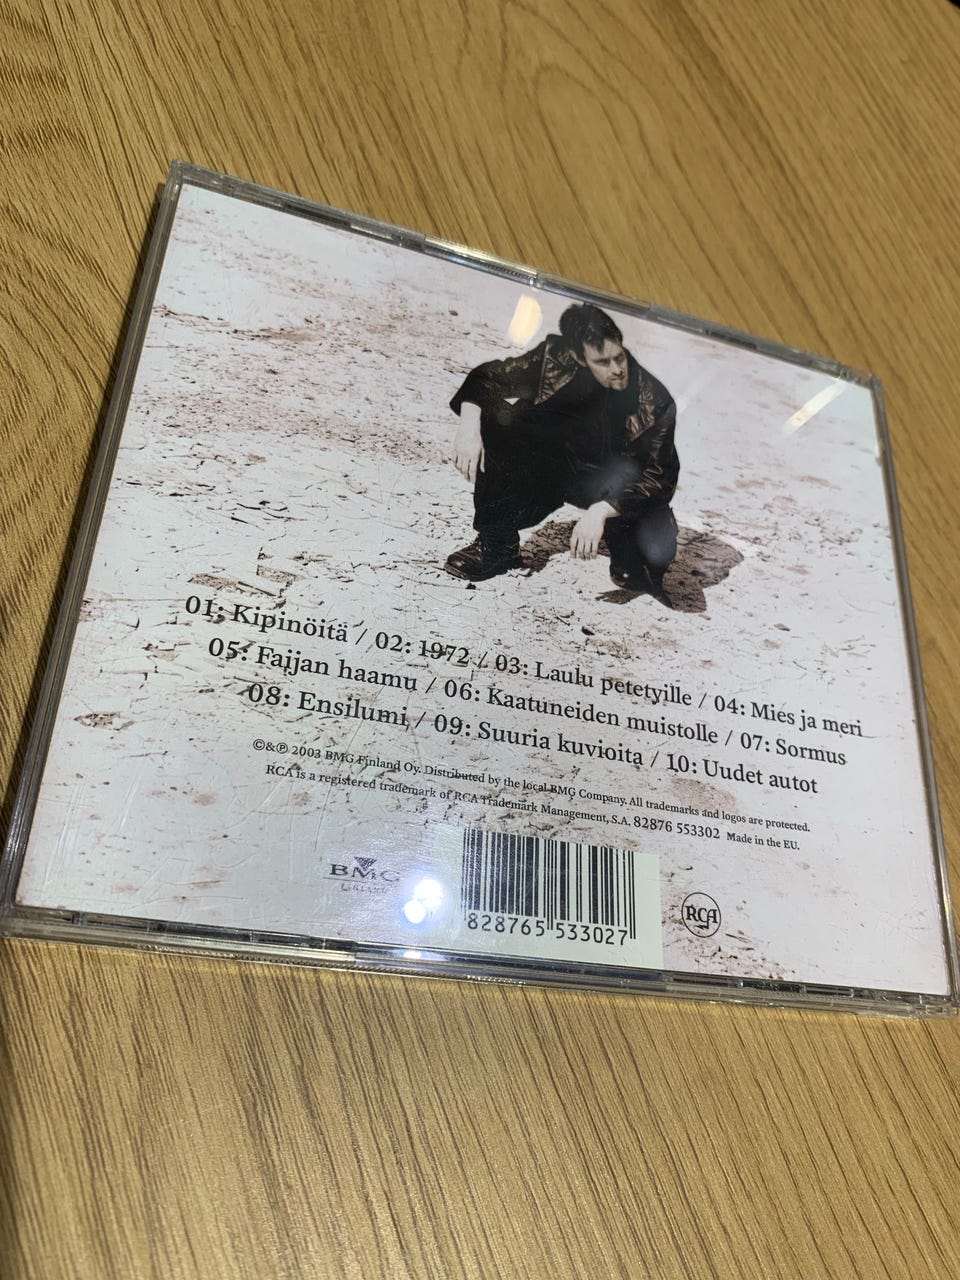 01: Kipinöitä / 02: 1972 / 03: Laulu petetyille / 04: Mies ja meri
05: Faijan haamu / 06: Kaatuneiden muistolle / 07: Sormus
08: Ensilumi / 09: Suuria kuvioita / 10: Uudet autot
©&℗ 2003 BMG Finland Oy. Distributed by the local BMG Company. All trademarks and logos are protected.
RCA is a registered trademark of RCA Trademark Management, S.A. 82876 553302 Made in the EU.
BMG
FINLAND
828765 533027
RCA